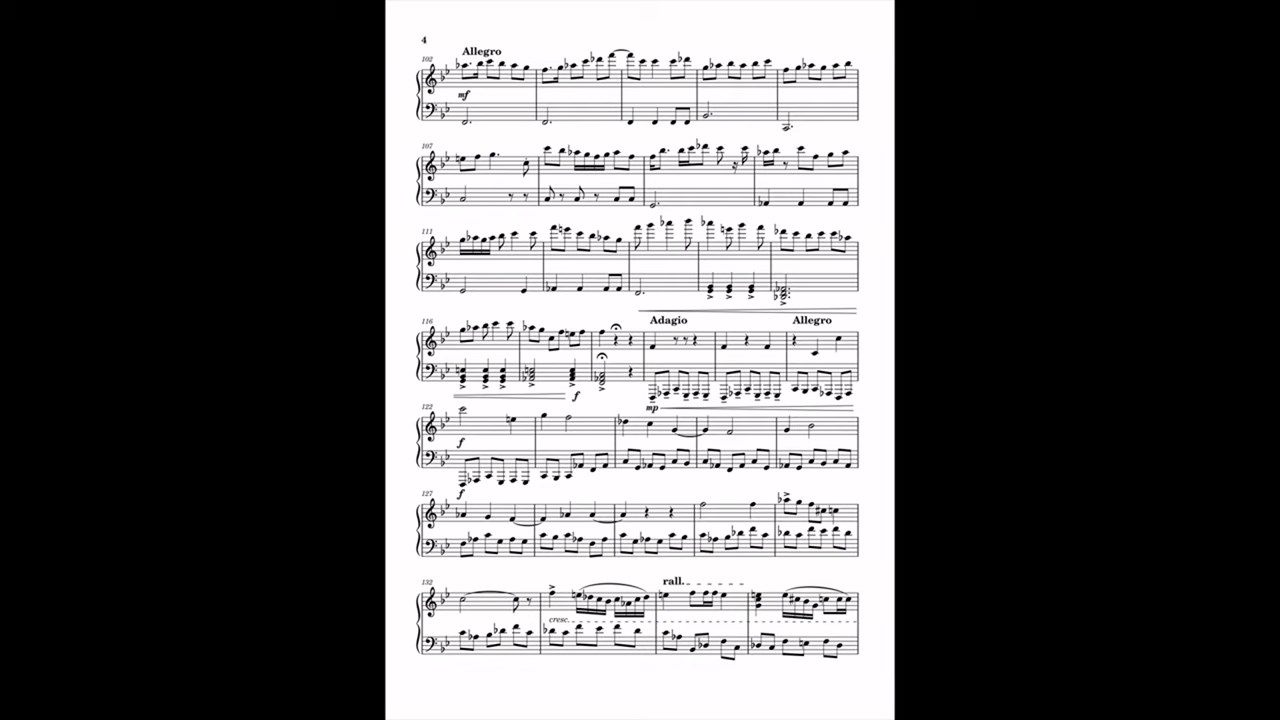 4
Allegro
102
mf
107
111
116
Adagio
Allegro
f
mp
122
f
f
127
132
rall.
cresc.